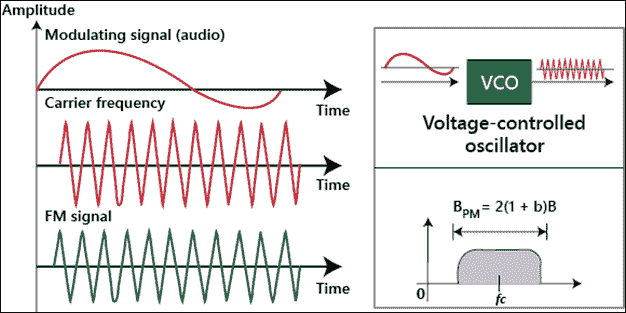 Amplitude
Modulating signal (audio)
Time
Carrier frequency
Time
FM signal
Time
VCO
Voltage-controlled
oscillator
BPM = 2(1 + b)B
0
fc